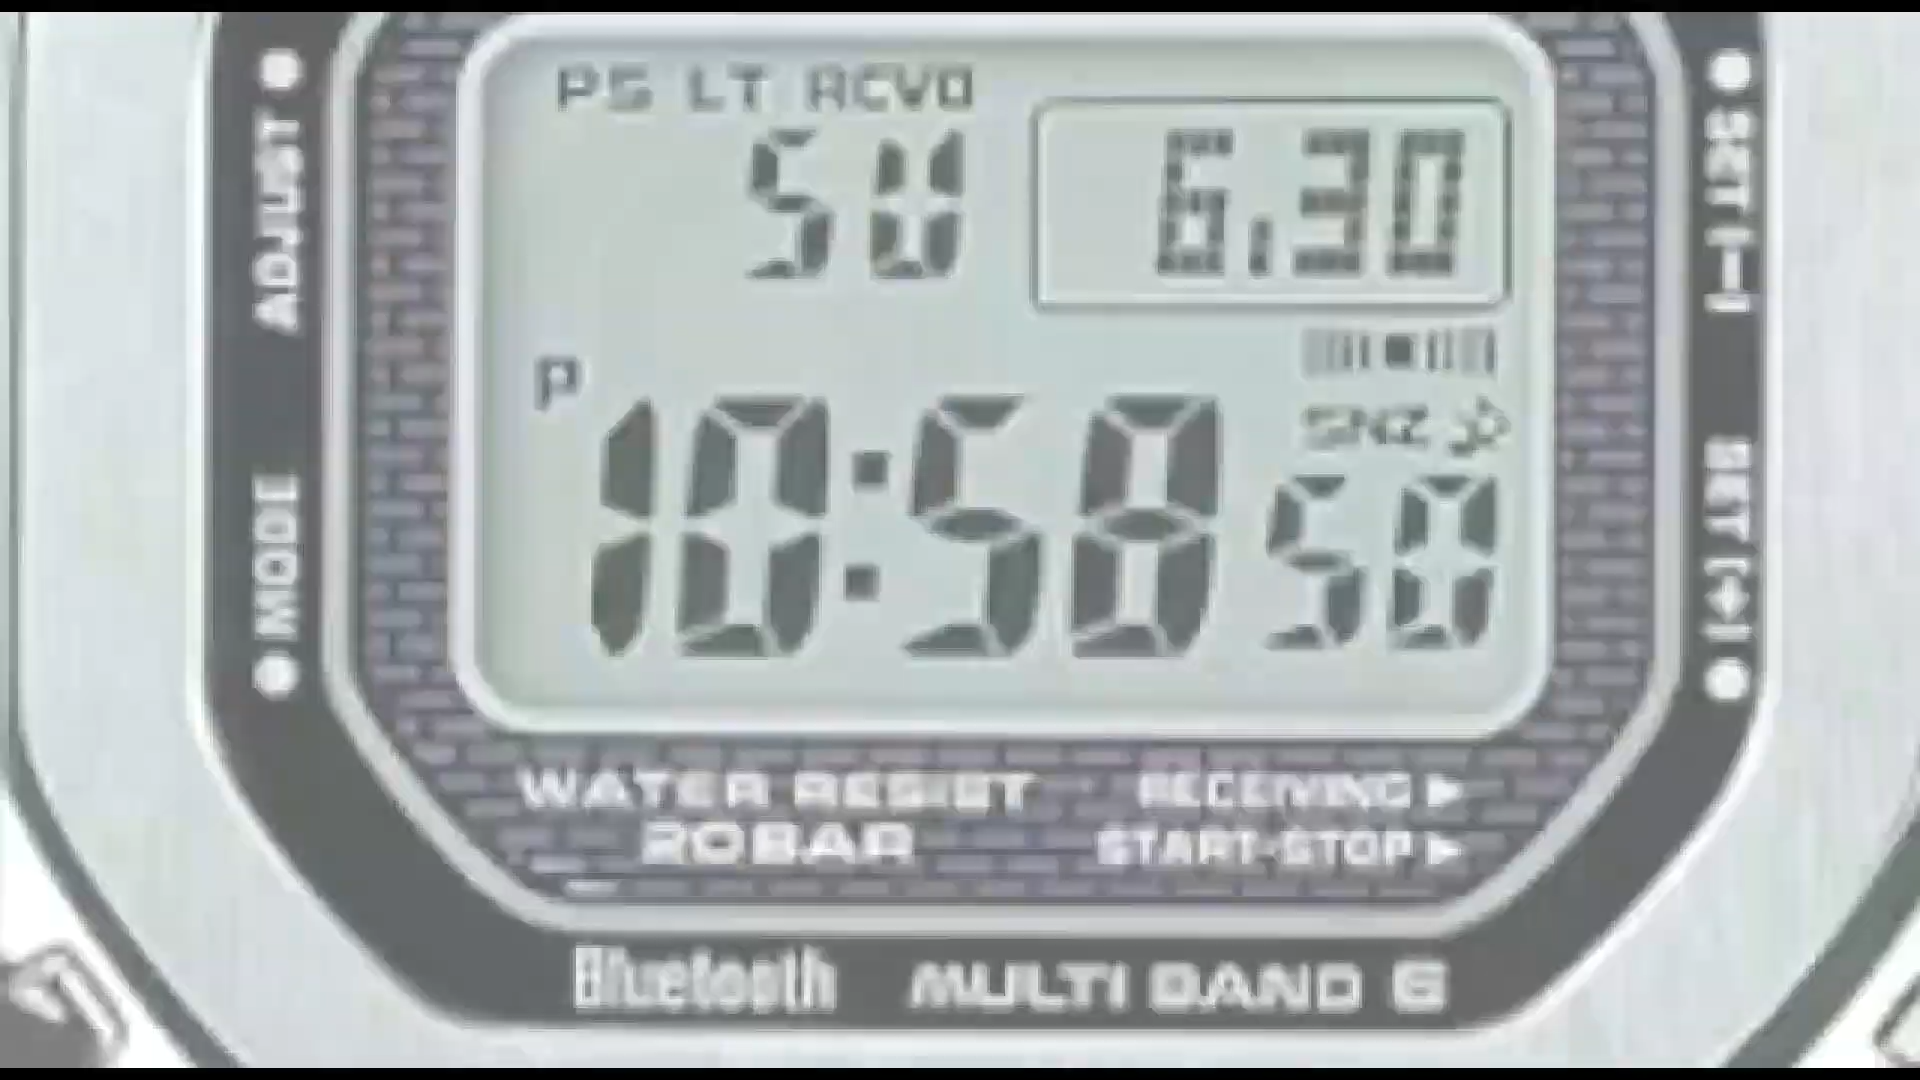 PS LT RCVD
SU 6.30
P
SNZ
10:58 50
ADJUST
MODE
WATER RESIST
20BAR
RECEIVING
START-STOP
Bluetooth MULTI BAND 6